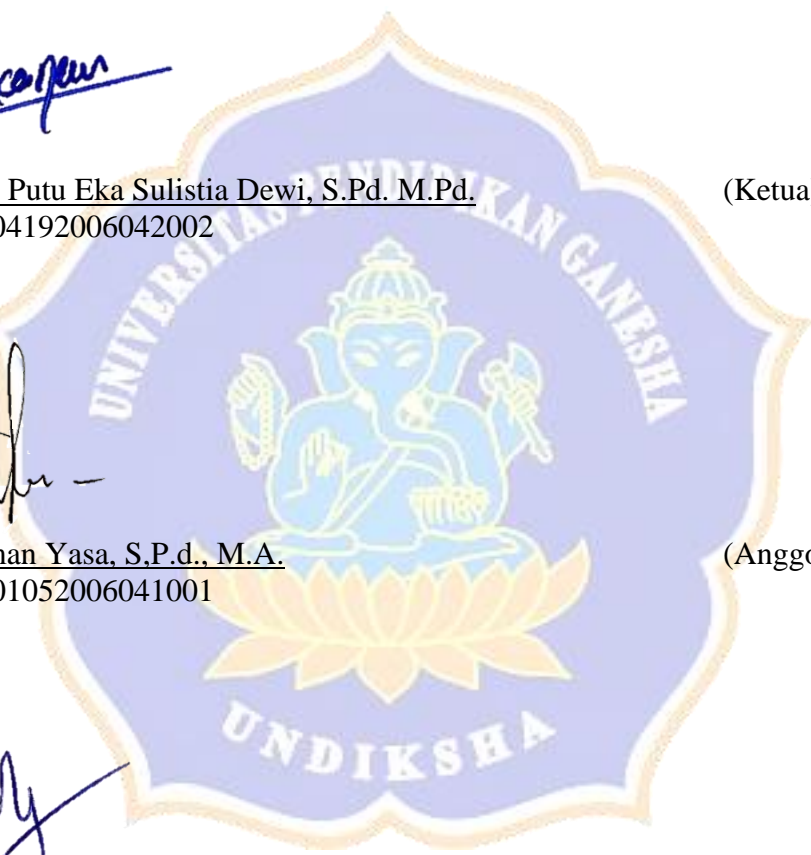 Putu Eka Sulistia Dewi, S.Pd. M.Pd. (Ketua
04192006042002
UNIVERSITAS PENDIDIKAN GANESHA
nan Yasa, S,P.d., M.A. (Anggo
01052006041001
UNDIKSHA